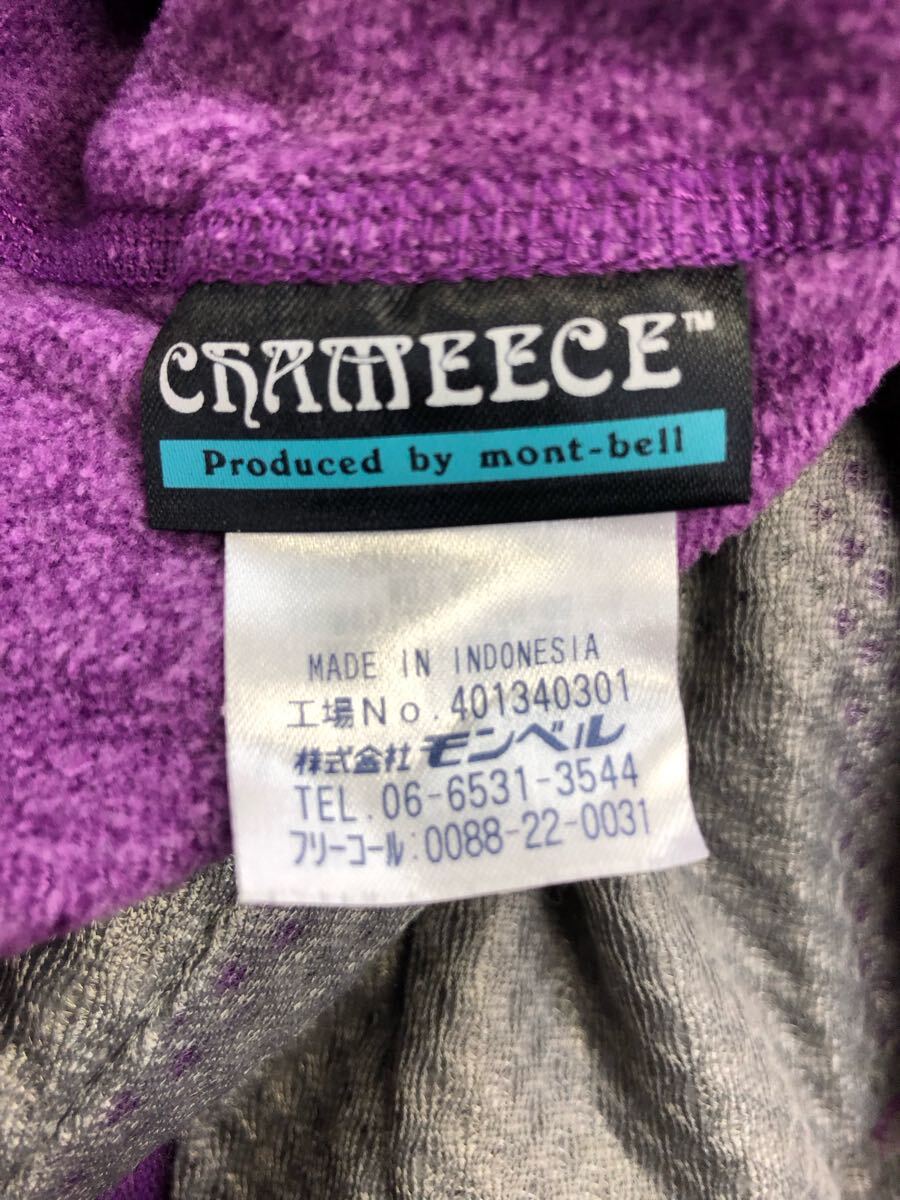 CHAMEECE™
Produced by mont-bell
MADE IN INDONESIA
工場No.401340301
株式会社 モンベル
TEL.06-6531-3544
フリーコール:0088-22-0031